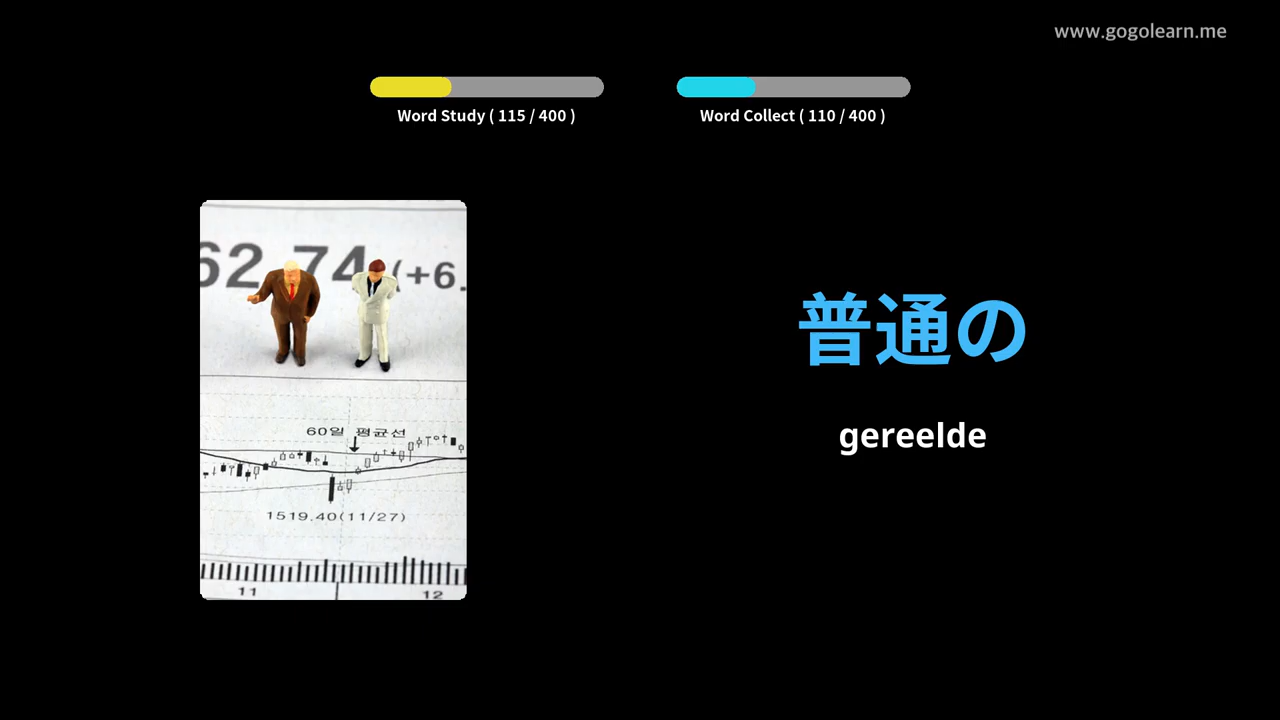 www.gogolearn.me
Word Study ( 115 / 400 )
Word Collect ( 110 / 400 )
62.74 (+6.
60일 평균선
1519.40(11/27)
11
12
普通の
gereelde